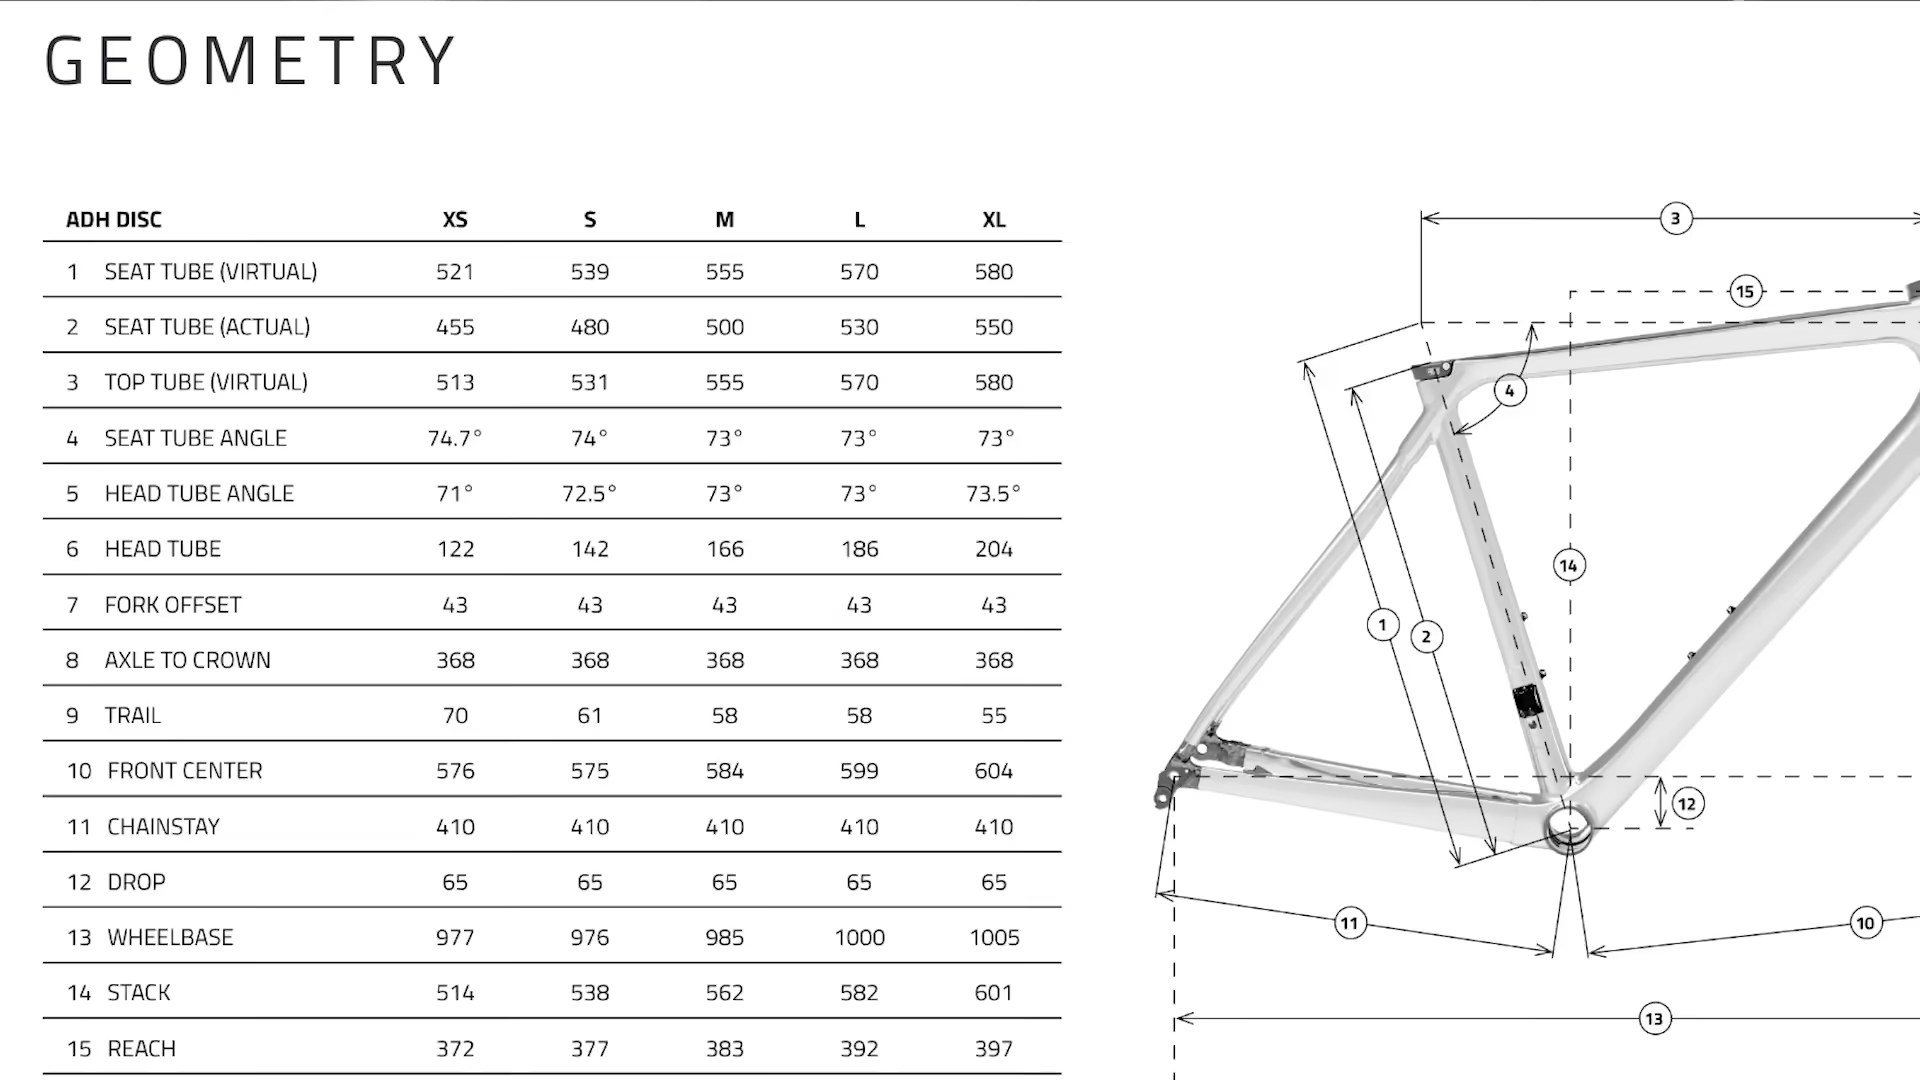 GEOMETRY
ADH DISC XS S M L XL
1 SEAT TUBE (VIRTUAL) 521 539 555 570 580
2 SEAT TUBE (ACTUAL) 455 480 500 530 550
3 TOP TUBE (VIRTUAL) 513 531 555 570 580
4 SEAT TUBE ANGLE 74.7° 74° 73° 73° 73°
5 HEAD TUBE ANGLE 71° 72.5° 73° 73° 73.5°
6 HEAD TUBE 122 142 166 186 204
7 FORK OFFSET 43 43 43 43 43
8 AXLE TO CROWN 368 368 368 368 368
9 TRAIL 70 61 58 58 55
10 FRONT CENTER 576 575 584 599 604
11 CHAINSTAY 410 410 410 410 410
12 DROP 65 65 65 65 65
13 WHEELBASE 977 976 985 1000 1005
14 STACK 514 538 562 582 601
15 REACH 372 377 383 392 397
3
15
4
14
1
2
12
11
10
13